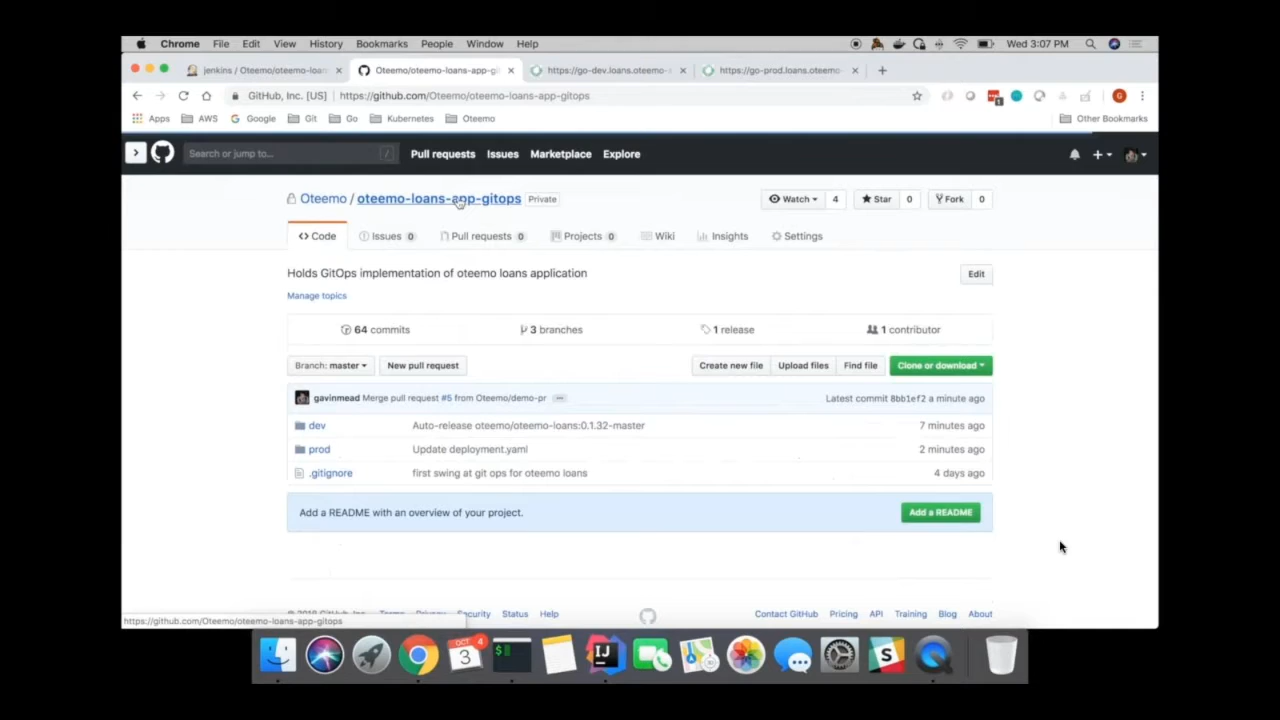 Chrome File Edit View History Bookmarks People Window Help Wed 3:07 PM
jenkins / Oteemo/oteemo-loan Oteemo/oteemo-loans-app-gi https://go-dev.loans.oteemo- https://go-prod.loans.oteemo-
GitHub, Inc. [US] https://github.com/Oteemo/oteemo-loans-app-gitops
Apps AWS Google Git Go Kubernetes Oteemo Other Bookmarks
Search or jump to... / Pull requests Issues Marketplace Explore
Oteemo / oteemo-loans-app-gitops Private Watch 4 Star 0 Fork 0
Code Issues 0 Pull requests 0 Projects 0 Wiki Insights Settings
Holds GitOps implementation of oteemo loans application Edit
Manage topics
64 commits 3 branches 1 release 1 contributor
Branch: master New pull request Create new file Upload files Find file Clone or download
gavinmead Merge pull request #5 from Oteemo/demo-pr Latest commit 8bb1ef2 a minute ago
dev Auto-release oteemo/oteemo-loans:0.1.32-master 7 minutes ago
prod Update deployment.yaml 2 minutes ago
.gitignore first swing at git ops for oteemo loans 4 days ago
Add a README with an overview of your project. Add a README
Status Help Contact GitHub Pricing API Training Blog About
https://github.com/Oteemo/oteemo-loans-app-gitops
OCT 3 4 $ IJ S